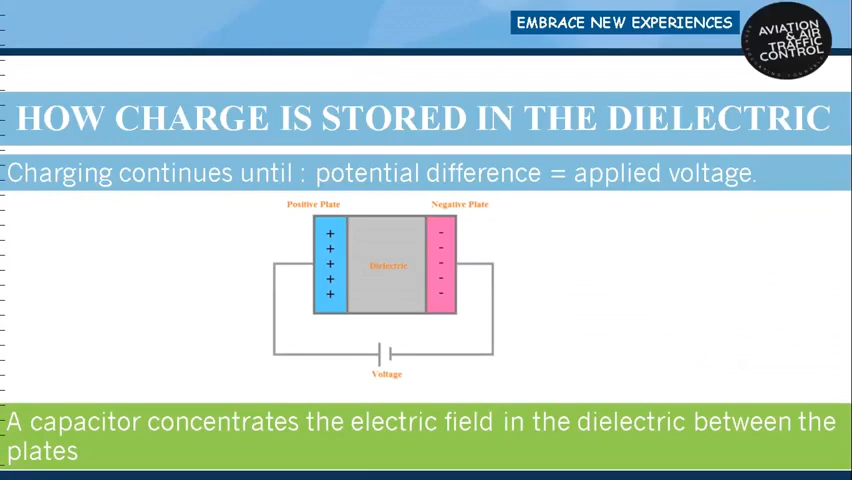 EMBRACE NEW EXPERIENCES
AVIATION
& AIR
TRAFFIC
CONTROL
HOW CHARGE IS STORED IN THE DIELECTRIC
Charging continues until : potential difference = applied voltage.
Positive Plate
Negative Plate
+ -
+ -
+ Dielectric -
+ -
+ -
Voltage
A capacitor concentrates the electric field in the dielectric between the
plates